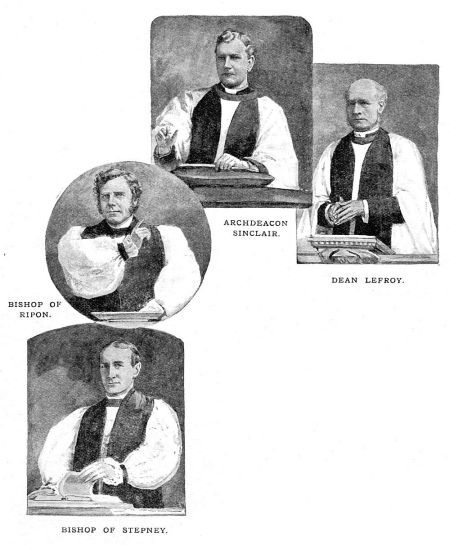 ARCHDEACON
SINCLAIR.
DEAN LEFROY.
BISHOP OF
RIPON.
BISHOP OF STEPNEY.